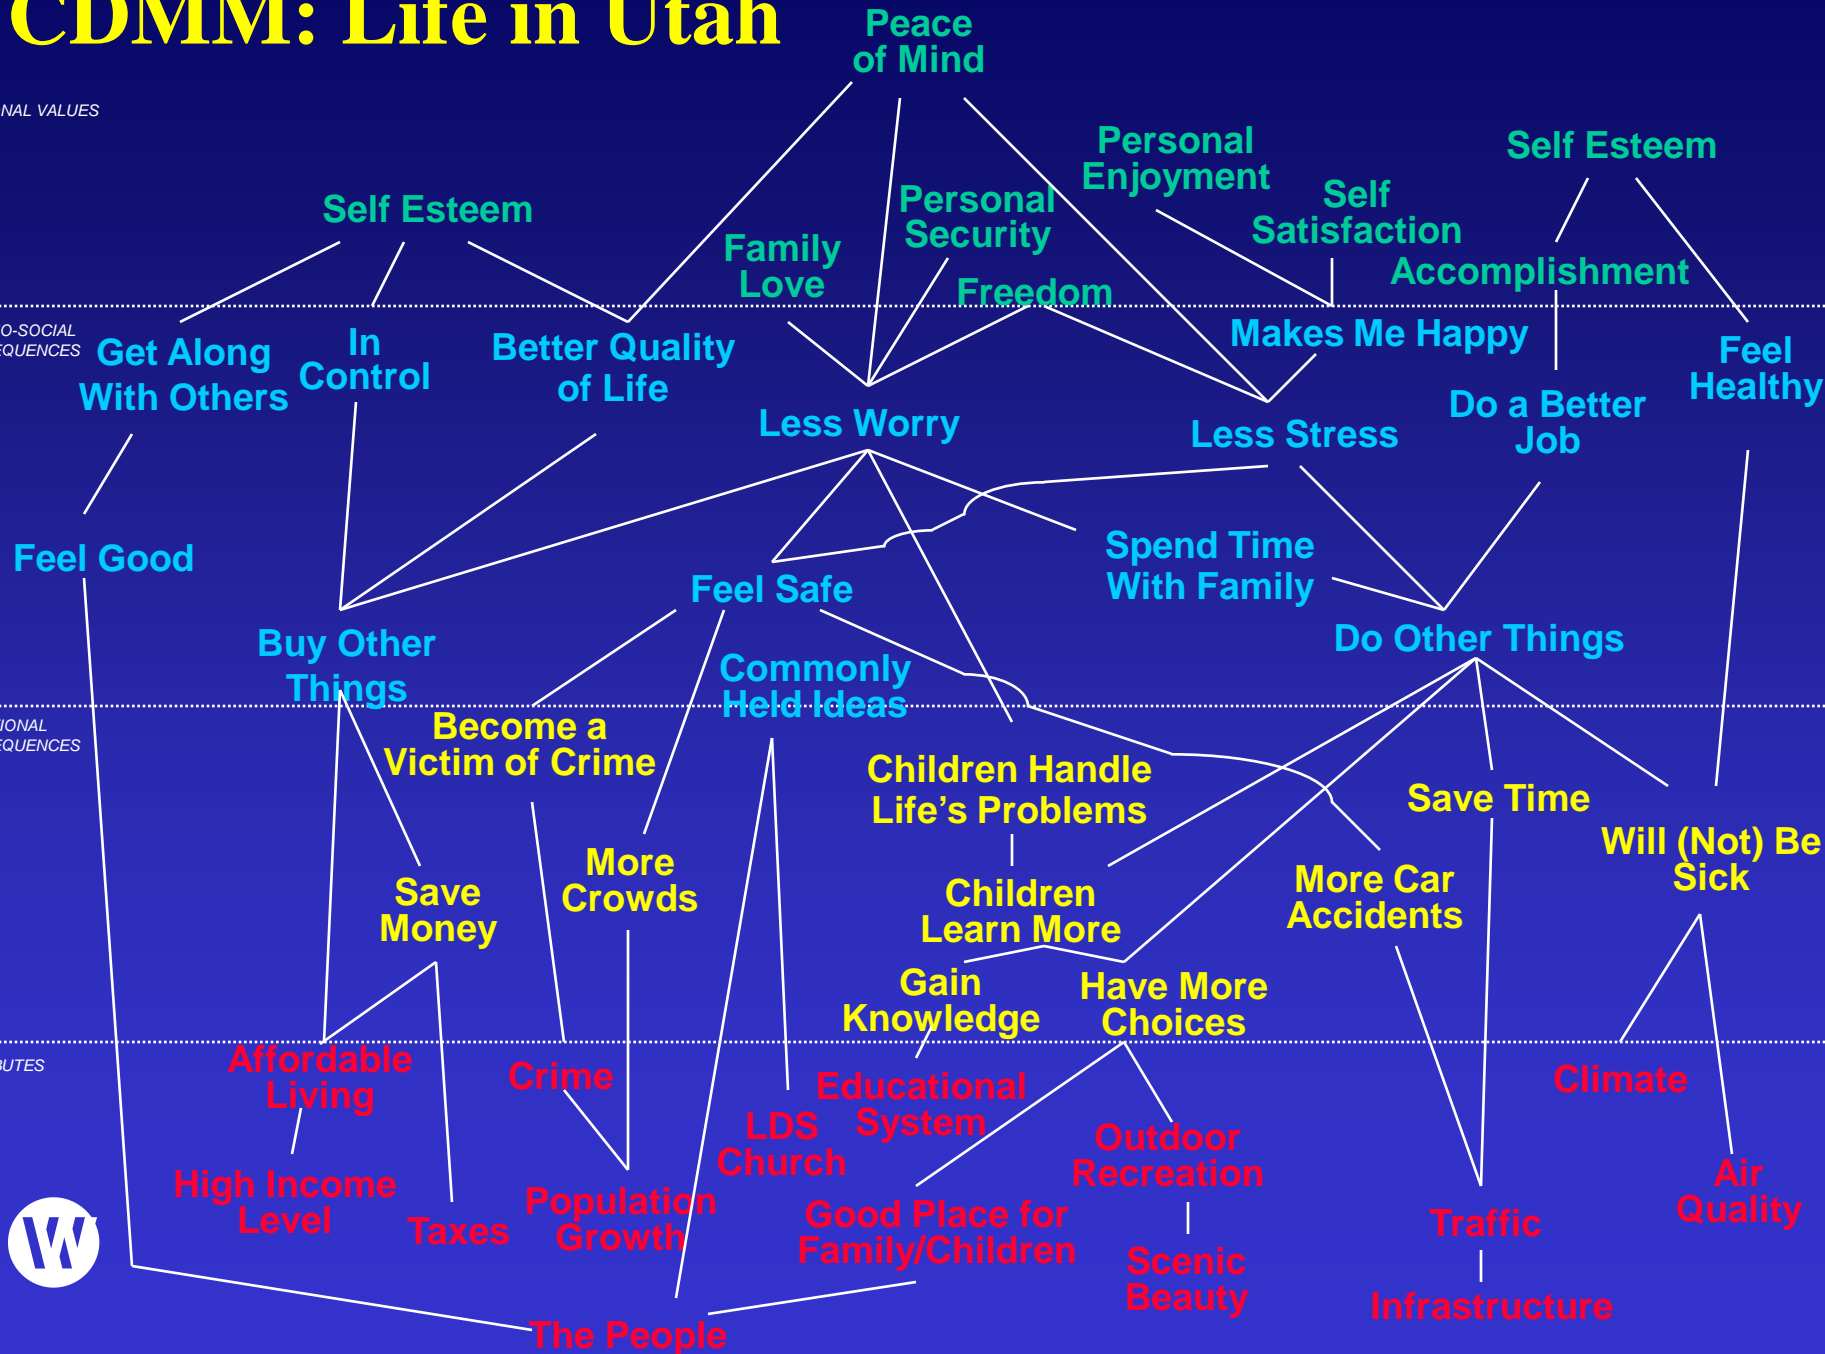 CDMM: Life in Utah
Peace
of Mind
NAL VALUES
Personal
Enjoyment
Self Esteem
Self
Satisfaction
Self Esteem
Personal
Security
Family
Love
Freedom
Accomplishment
O-SOCIAL
EQUENCES
Get Along
With Others
In
Control
Better Quality
of Life
Makes Me Happy
Feel
Healthy
Less Worry
Less Stress
Do a Better
Job
Feel Good
Feel Safe
Spend Time
With Family
Buy Other
Things
Commonly
Held Ideas
Do Other Things
IONAL
EQUENCES
Become a
Victim of Crime
Children Handle
Life’s Problems
Save Time
Will (Not) Be
Sick
More
Crowds
Save
Money
Children
Learn More
More Car
Accidents
Gain
Knowledge
Have More
Choices
BUTES
Affordable
Living
Crime
LDS
Church
Educational
System
Climate
Outdoor
Recreation
High Income
Level
Taxes
Population
Growth
Good Place for
Family/Children
Traffic
Air
Quality
Scenic
Beauty
Infrastructure
The People
W